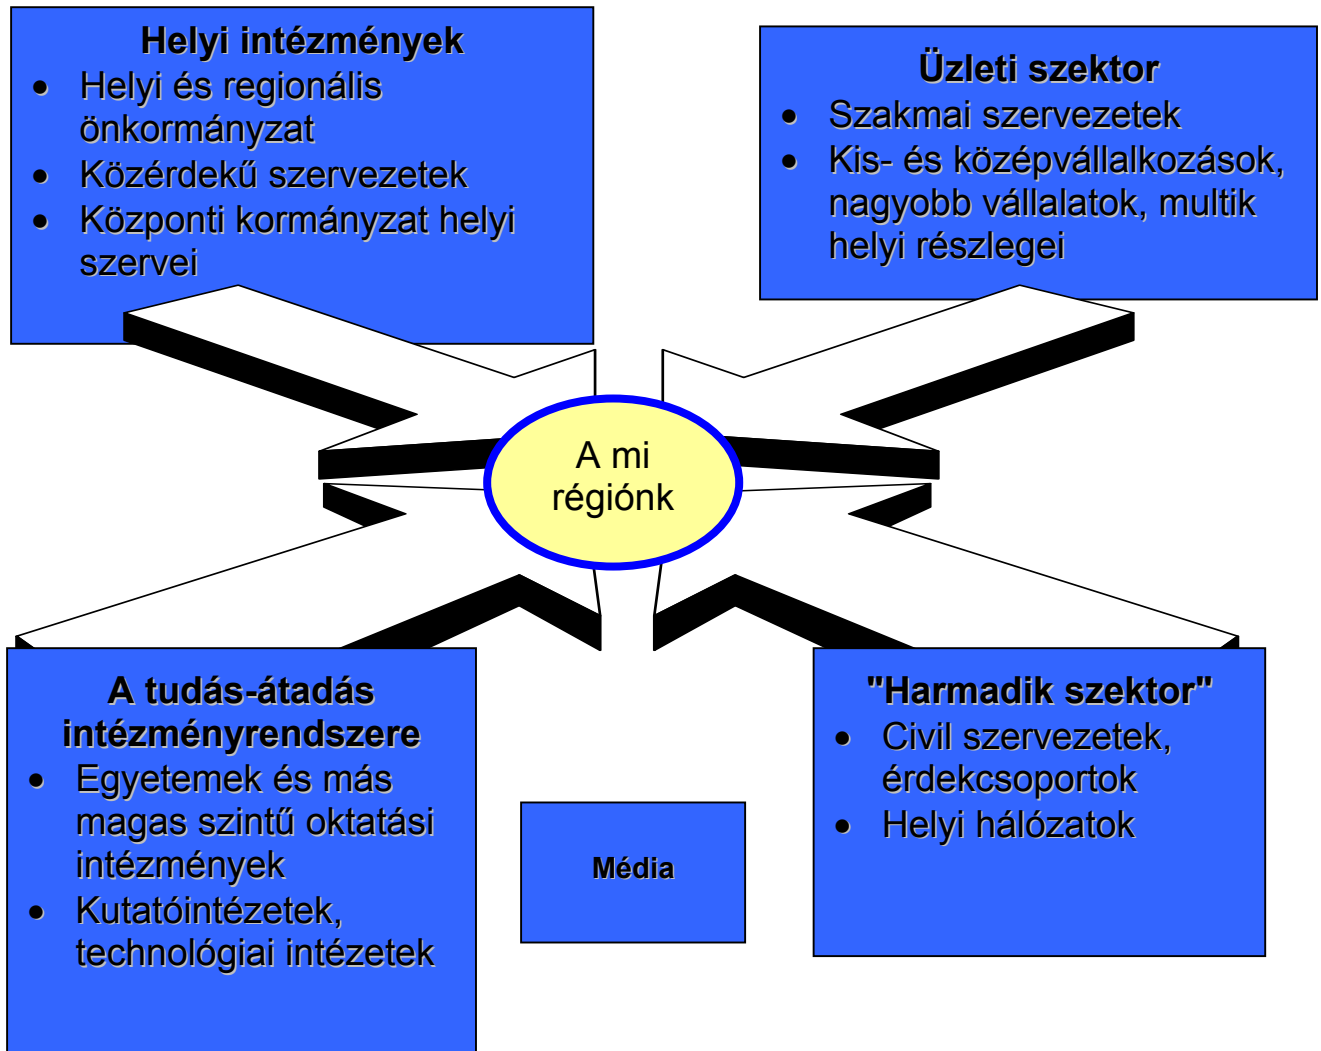 Helyi intézmények
• Helyi és regionális
önkormányzat
• Közérdekű szervezetek
• Központi kormányzat helyi
szervei
Üzleti szektor
• Szakmai szervezetek
• Kis- és középvállalkozások,
nagyobb vállalatok, multik
helyi részlegei
A mi
régiónk
A tudás-átadás
intézményrendszere
• Egyetemek és más
magas szintű oktatási
intézmények
• Kutatóintézetek,
technológiai intézetek
Média
"Harmadik szektor"
• Civil szervezetek,
érdekcsoportok
• Helyi hálózatok